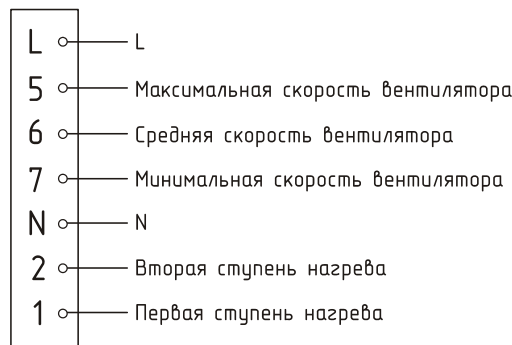 L L
5 Максимальная скорость вентилятора
6 Средняя скорость вентилятора
7 Минимальная скорость вентилятора
N N
2 Вторая ступень нагрева
1 Первая ступень нагрева